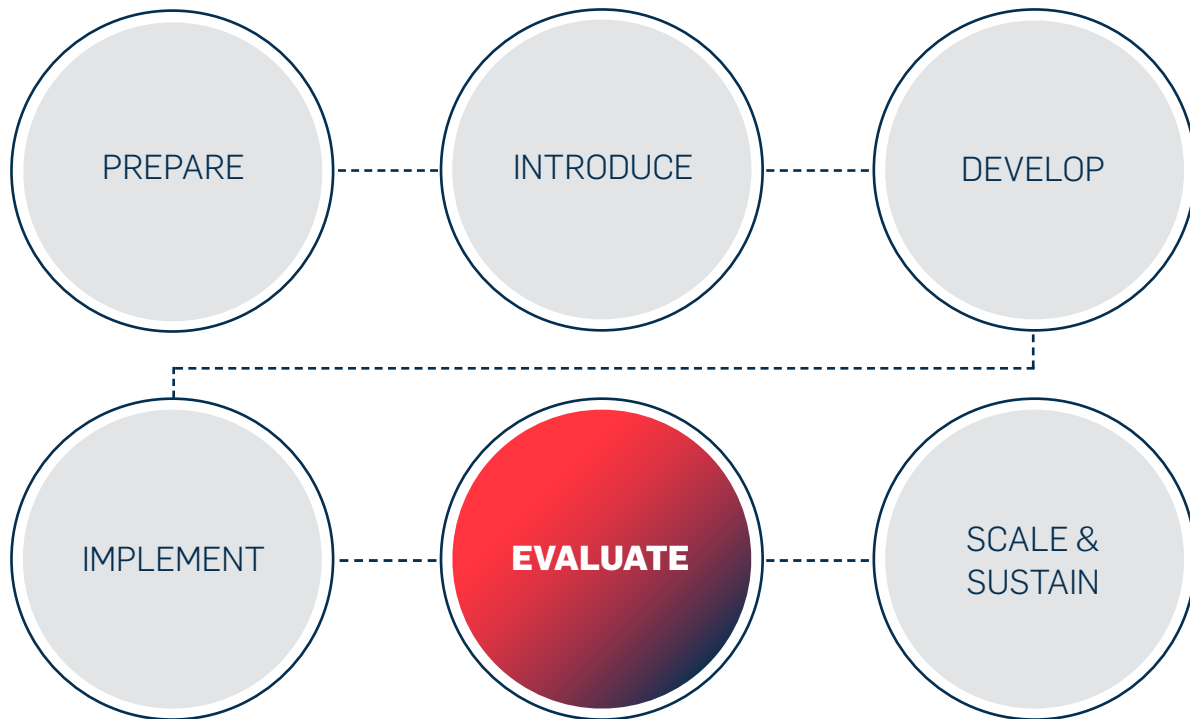 PREPARE
INTRODUCE
DEVELOP
IMPLEMENT
EVALUATE
SCALE &
SUSTAIN